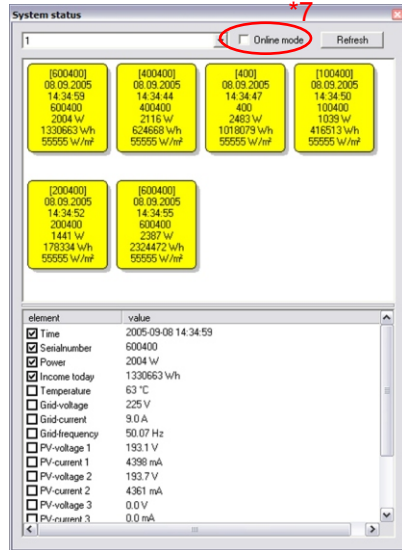 *7
System status
1
Online mode
Refresh
[600400]
08.09.2005
14:34:59
600400
2004 W
1330663 Wh
55555 W/m²
[400400]
08.09.2005
14:34:44
400400
2116 W
624668 Wh
55555 W/m²
[400]
08.09.2005
14:34:47
400
2483 W
1018079 Wh
55555 W/m²
[100400]
08.09.2005
14:34:50
100400
1039 W
416513 Wh
55555 W/m²
[200400]
08.09.2005
14:34:52
200400
1441 W
178334 Wh
55555 W/m²
[600400]
08.09.2005
14:34:55
600400
2387 W
2324472 Wh
55555 W/m²
element value
Time 2005-09-08 14:34:59
Serialnumber 600400
Power 2004 W
Income today 1330663 Wh
Temperature 63 °C
Grid-voltage 225 V
Grid-current 9.0 A
Grid-frequency 50.07 Hz
PV-voltage 1 193.1 V
PV-current 1 4398 mA
PV-voltage 2 193.7 V
PV-current 2 4361 mA
PV-voltage 3 0.0 V
PV-current 3 0.0 mA